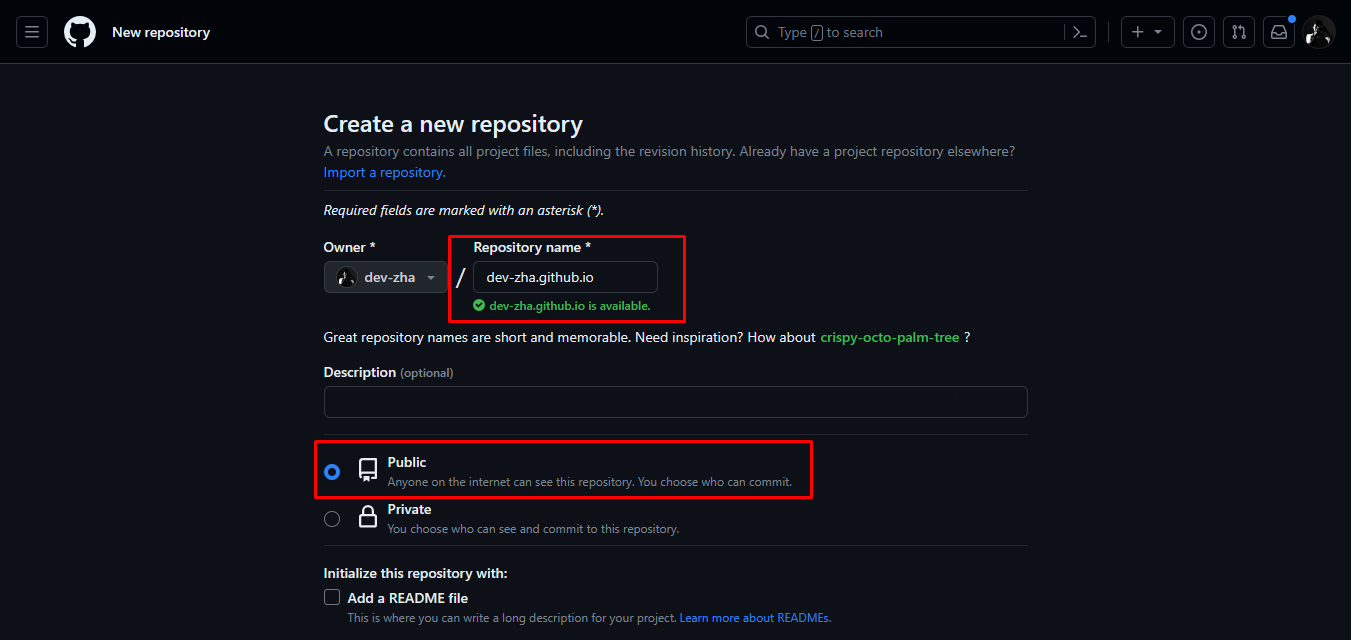 New repository
Type / to search
Create a new repository
A repository contains all project files, including the revision history. Already have a project repository elsewhere?
Import a repository.
Required fields are marked with an asterisk (*).
Owner *
Repository name *
dev-zha
/
dev-zha.github.io
dev-zha.github.io is available.
Great repository names are short and memorable. Need inspiration? How about crispy-octo-palm-tree ?
Description (optional)
Public
Anyone on the internet can see this repository. You choose who can commit.
Private
You choose who can see and commit to this repository.
Initialize this repository with:
Add a README file
This is where you can write a long description for your project. Learn more about READMEs.